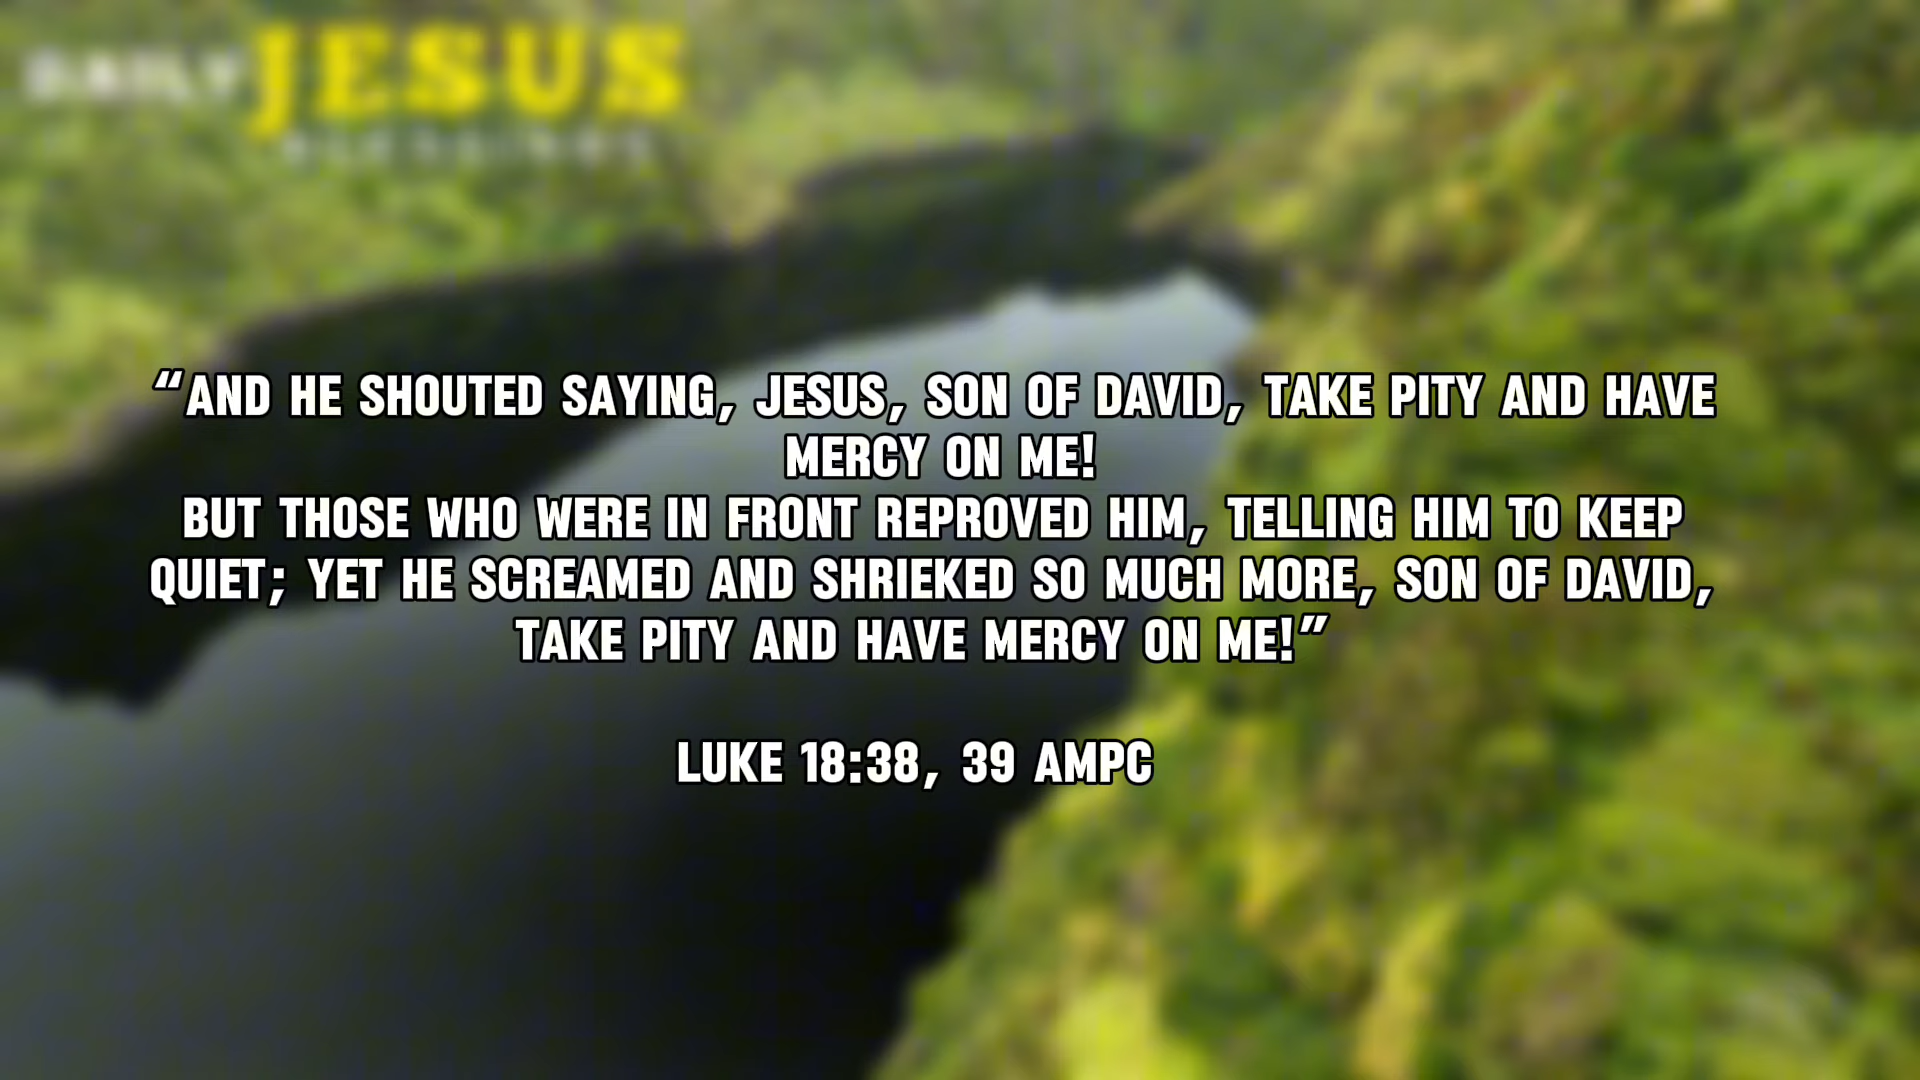 DAILY JESUS
BLESSINGS
“AND HE SHOUTED SAYING, JESUS, SON OF DAVID, TAKE PITY AND HAVE
MERCY ON ME!
BUT THOSE WHO WERE IN FRONT REPROVED HIM, TELLING HIM TO KEEP
QUIET; YET HE SCREAMED AND SHRIEKED SO MUCH MORE, SON OF DAVID,
TAKE PITY AND HAVE MERCY ON ME!”
LUKE 18:38, 39 AMPC